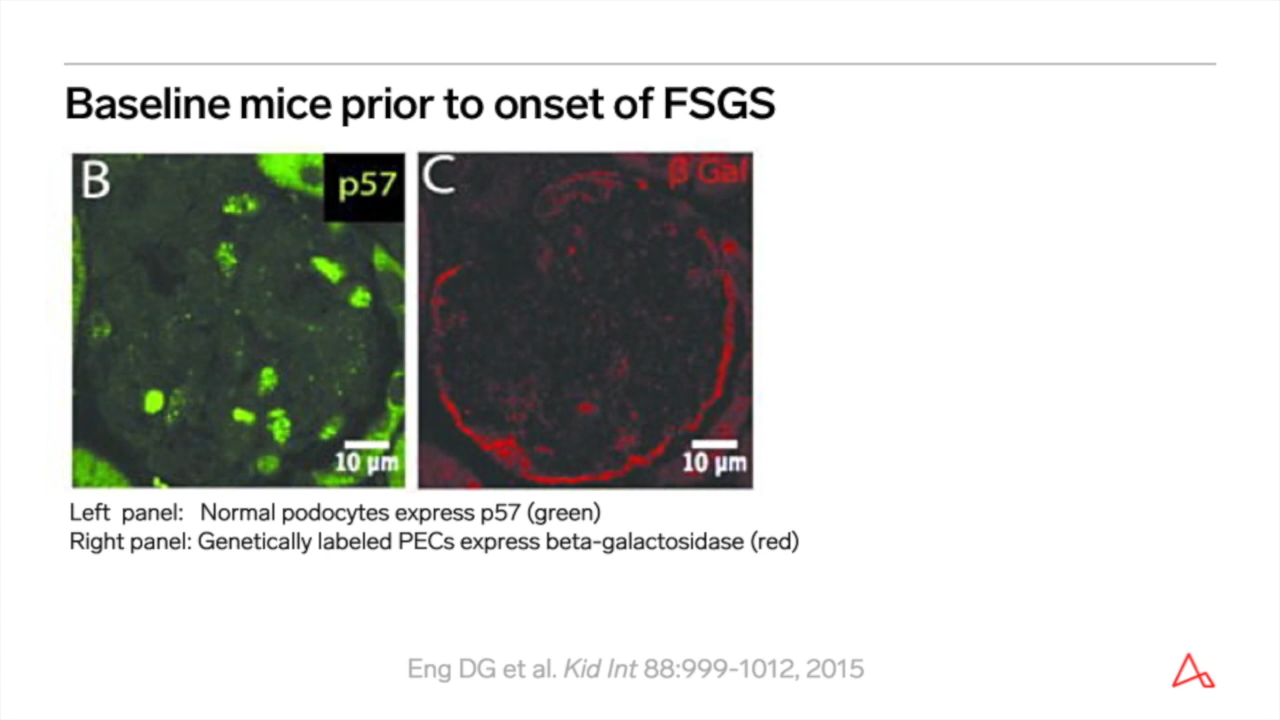 Baseline mice prior to onset of FSGS
B
p57
10 µm
C
β Gal
10 µm
Left panel: Normal podocytes express p57 (green)
Right panel: Genetically labeled PECs express beta-galactosidase (red)
Eng DG et al. Kid Int 88:999-1012, 2015